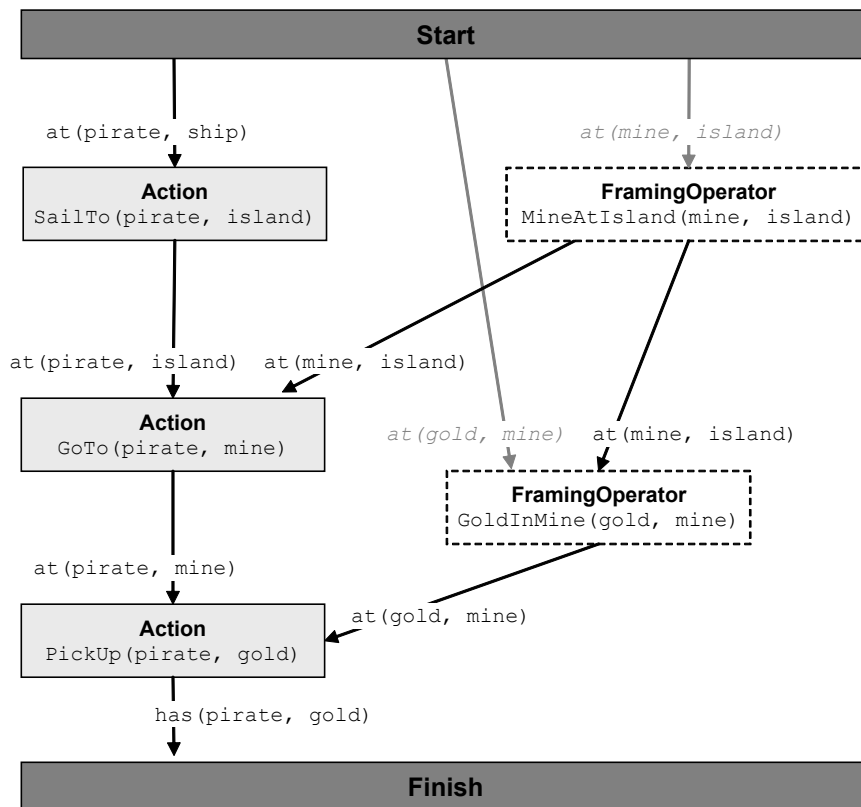 Start
at(pirate, ship)
at(mine, island)
Action
SailTo(pirate, island)
FramingOperator
MineAtIsland(mine, island)
at(pirate, island)
at(mine, island)
Action
GoTo(pirate, mine)
at(gold, mine)
at(mine, island)
FramingOperator
GoldInMine(gold, mine)
at(pirate, mine)
at(gold, mine)
Action
PickUp(pirate, gold)
has(pirate, gold)
Finish